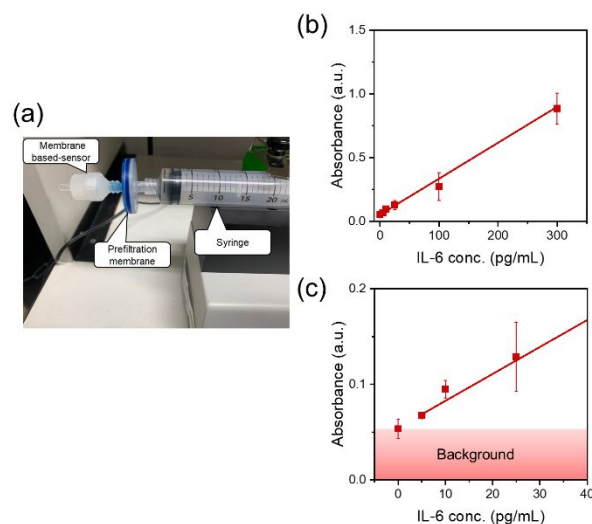 (a)
Membrane
based-sensor
Prefiltration
membrane
Syringe
5 10 15 20
(b)
Absorbance (a.u.)
1.5
1.0
0.5
0.0
0 100 200 300
IL-6 conc. (pg/mL)
(c)
Absorbance (a.u.)
0.2
0.1
0.0
Background
0 10 20 30 40
IL-6 conc. (pg/mL)